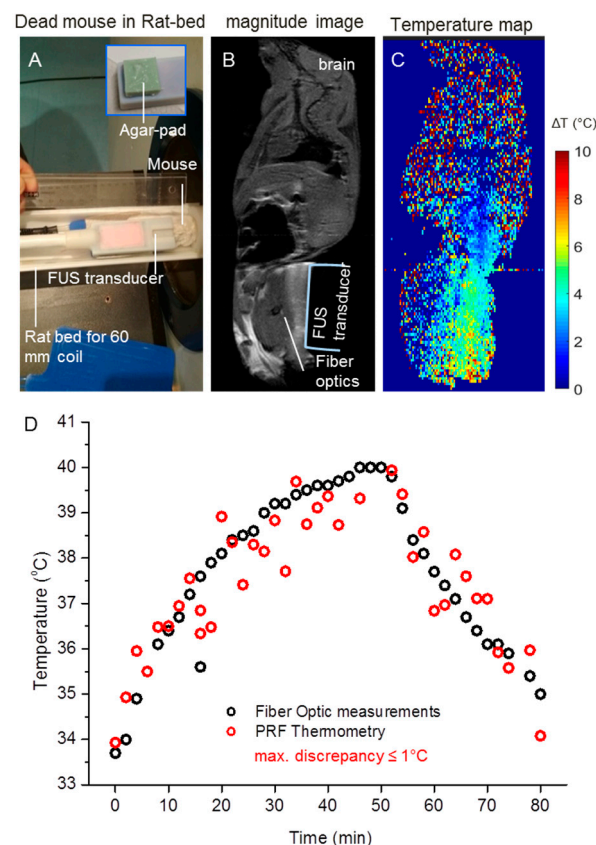 Dead mouse in Rat-bed
magnitude image
Temperature map
A
Agar-pad
Mouse
FUS transducer
Rat bed for 60
mm coil
B
brain
FUS
transducer
Fiber
optics
C
ΔT (°C)
10
8
6
4
2
0
D
41
40
39
38
37
36
35
34
33
Temperature (°C)
Fiber Optic measurements
PRF Thermometry
max. discrepancy ≤ 1°C
0 10 20 30 40 50 60 70 80
Time (min)